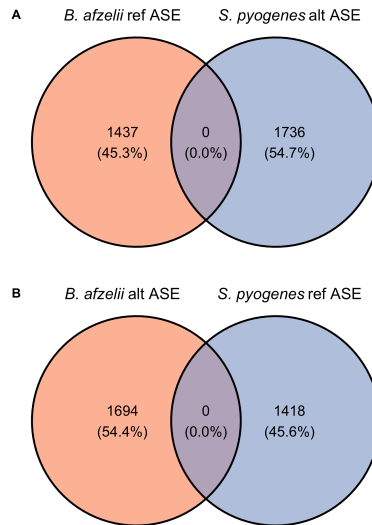 A
B. afzelii ref ASE S. pyogenes alt ASE
1437 0 1736
(45.3%) (0.0%) (54.7%)
B
B. afzelii alt ASE S. pyogenes ref ASE
1694 0 1418
(54.4%) (0.0%) (45.6%)